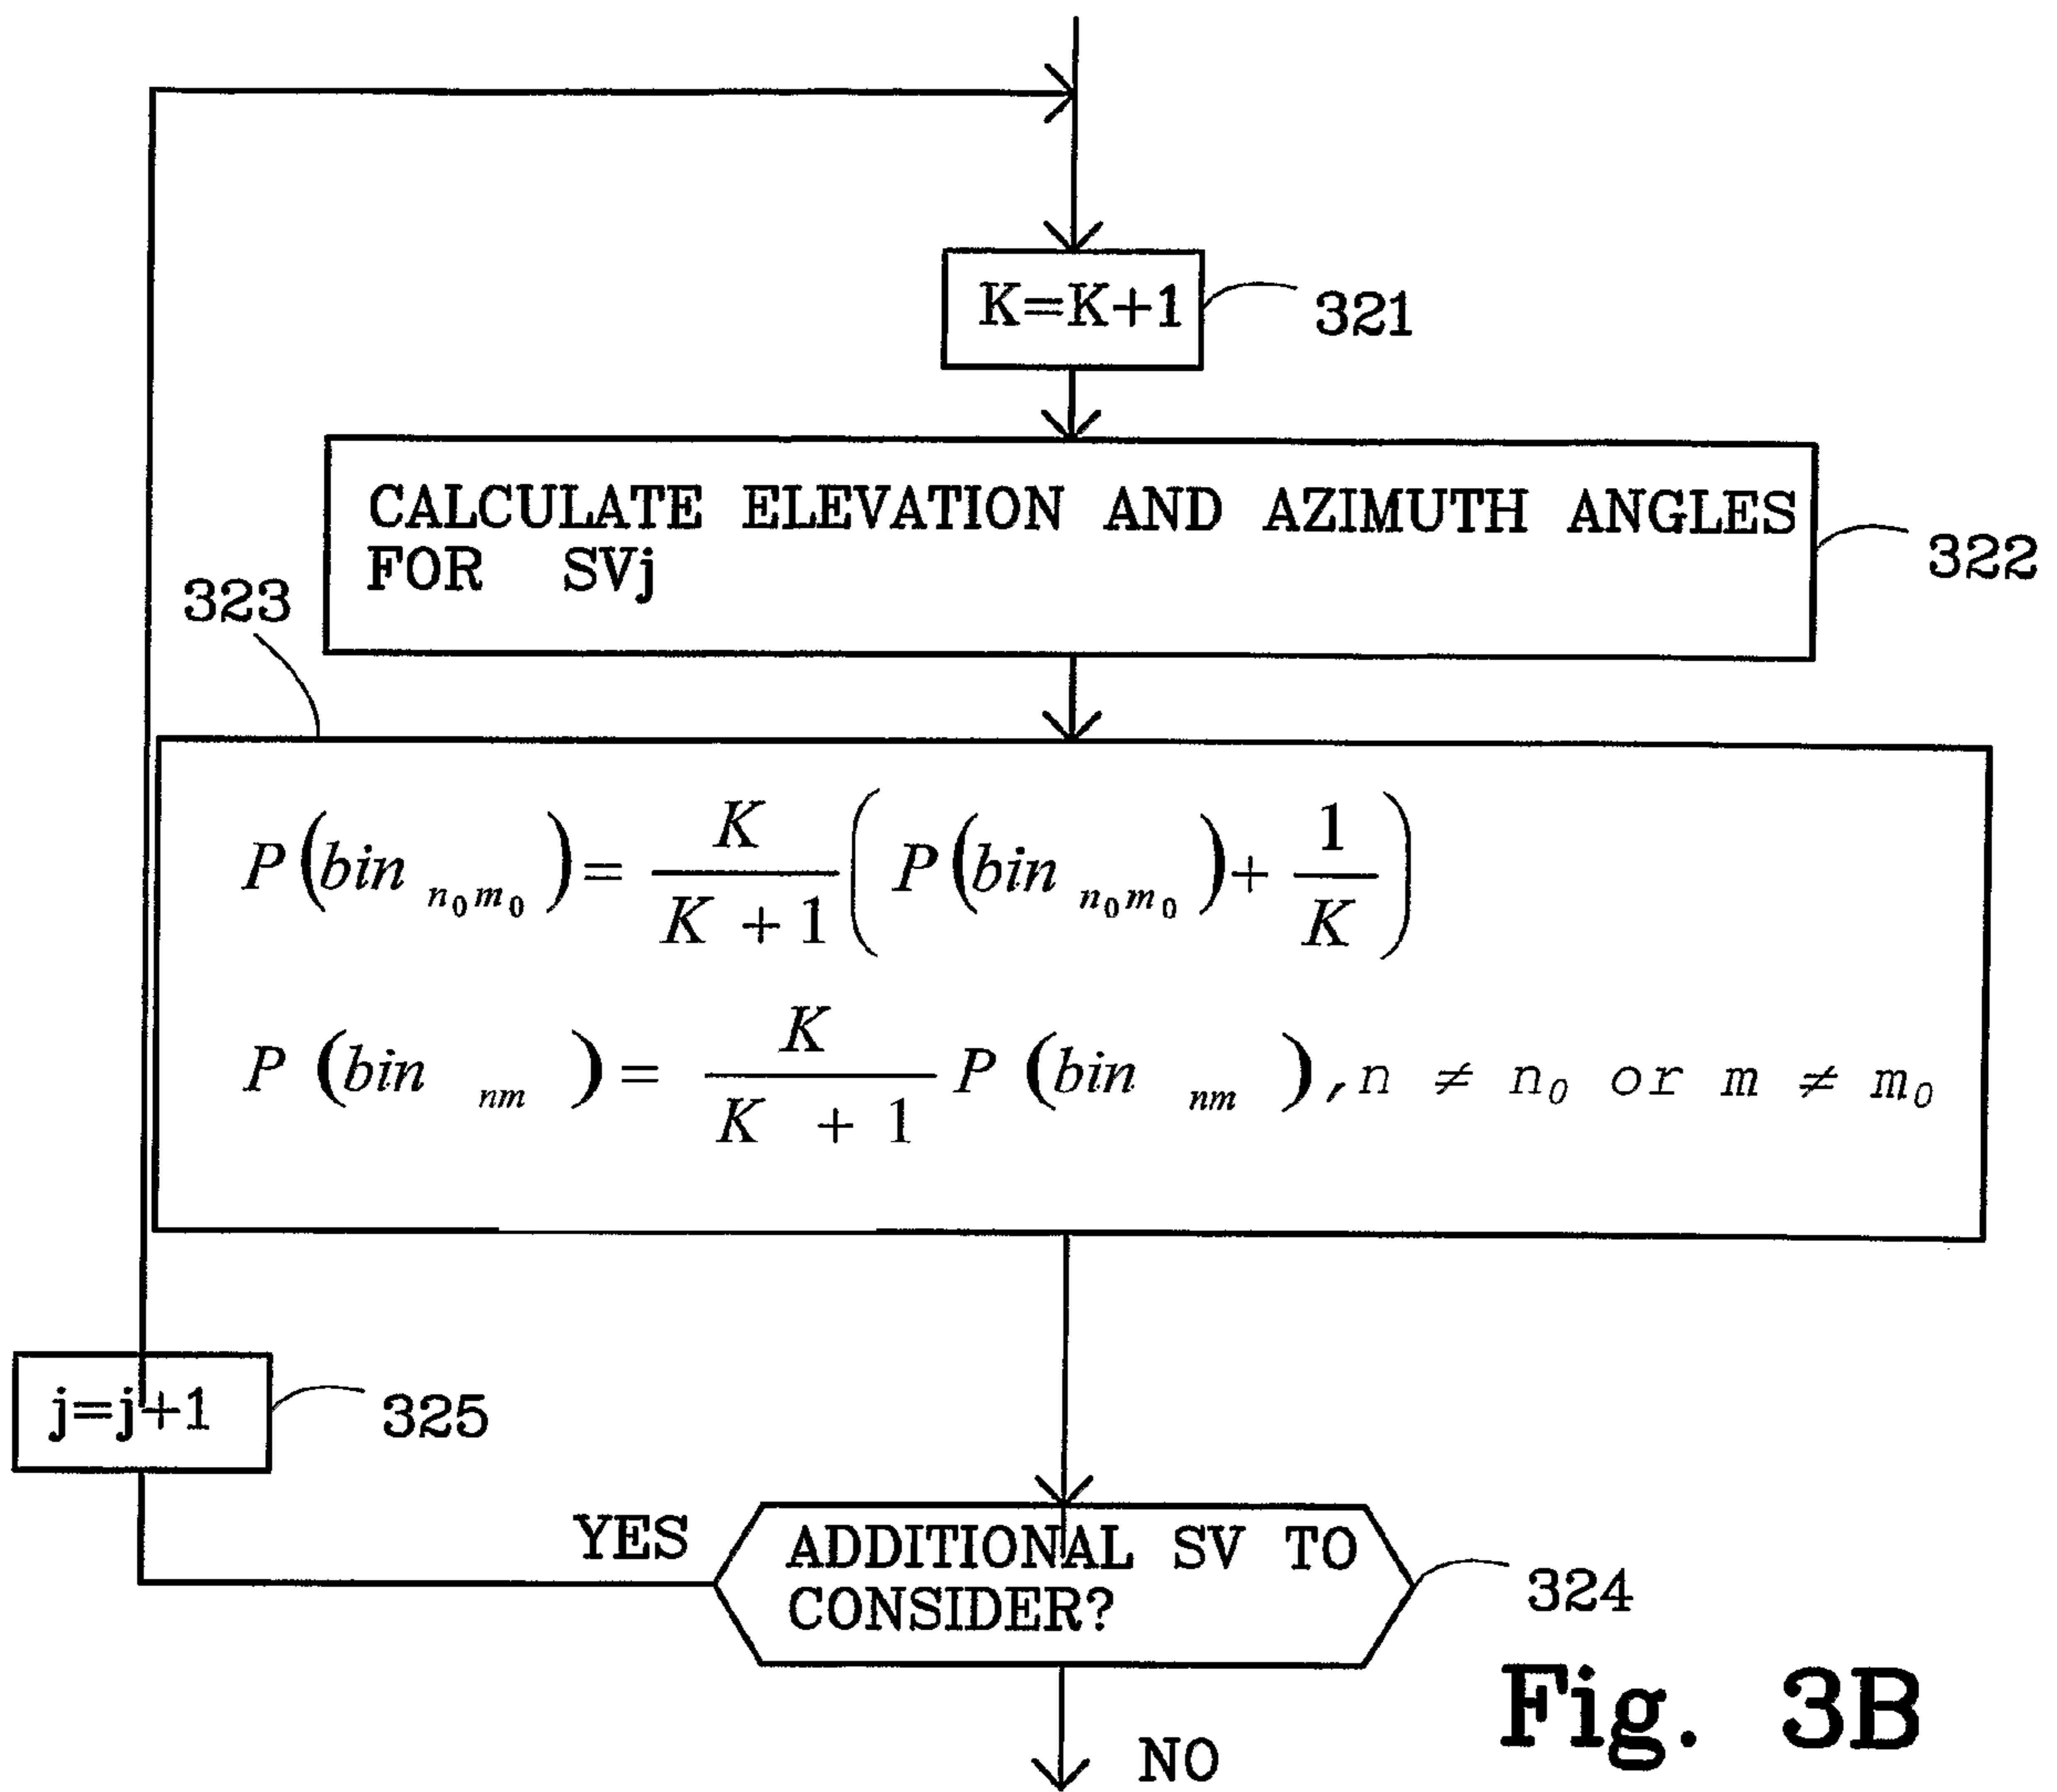 K=K+1
321
CALCULATE ELEVATION AND AZIMUTH ANGLES
FOR SVj
322
323
P(bin n₀m₀) = K/(K + 1) (P(bin n₀m₀) + 1/K)
P(bin nm) = K/(K + 1) P(bin nm), n ≠ n₀ or m ≠ m₀
j=j+1
325
YES
ADDITIONAL SV TO
CONSIDER?
324
NO
Fig. 3B